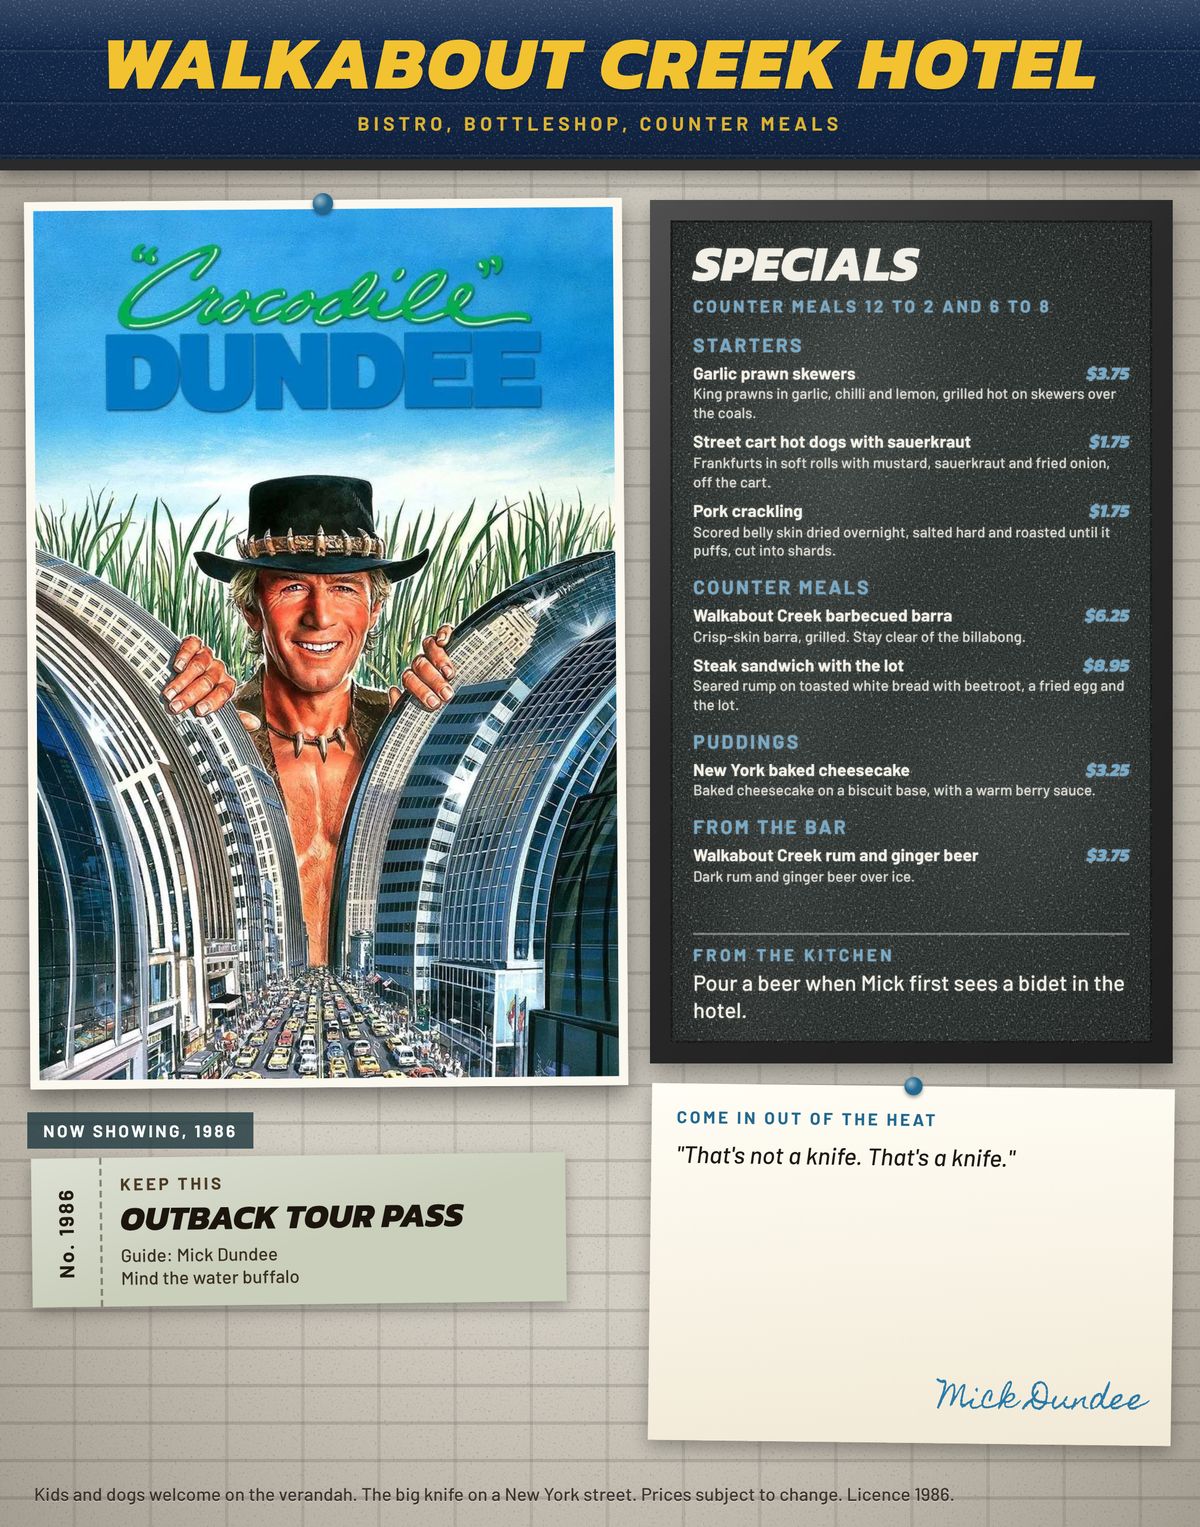 WALKABOUT CREEK HOTEL
BISTRO, BOTTLESHOP, COUNTER MEALS
"Crocodile"
DUNDEE
NOW SHOWING, 1986
No. 1986
KEEP THIS
OUTBACK TOUR PASS
Guide: Mick Dundee
Mind the water buffalo
SPECIALS
COUNTER MEALS 12 TO 2 AND 6 TO 8
STARTERS
Garlic prawn skewers $3.75
King prawns in garlic, chilli and lemon, grilled hot on skewers over
the coals.
Street cart hot dogs with sauerkraut $1.75
Frankfurts in soft rolls with mustard, sauerkraut and fried onion,
off the cart.
Pork crackling $1.75
Scored belly skin dried overnight, salted hard and roasted until it
puffs, cut into shards.
COUNTER MEALS
Walkabout Creek barbecued barra $6.25
Crisp-skin barra, grilled. Stay clear of the billabong.
Steak sandwich with the lot $8.95
Seared rump on toasted white bread with beetroot, a fried egg and
the lot.
PUDDINGS
New York baked cheesecake $3.25
Baked cheesecake on a biscuit base, with a warm berry sauce.
FROM THE BAR
Walkabout Creek rum and ginger beer $3.75
Dark rum and ginger beer over ice.
FROM THE KITCHEN
Pour a beer when Mick first sees a bidet in the
hotel.
COME IN OUT OF THE HEAT
"That's not a knife. That's a knife."
Mick Dundee
Kids and dogs welcome on the verandah. The big knife on a New York street. Prices subject to change. Licence 1986.